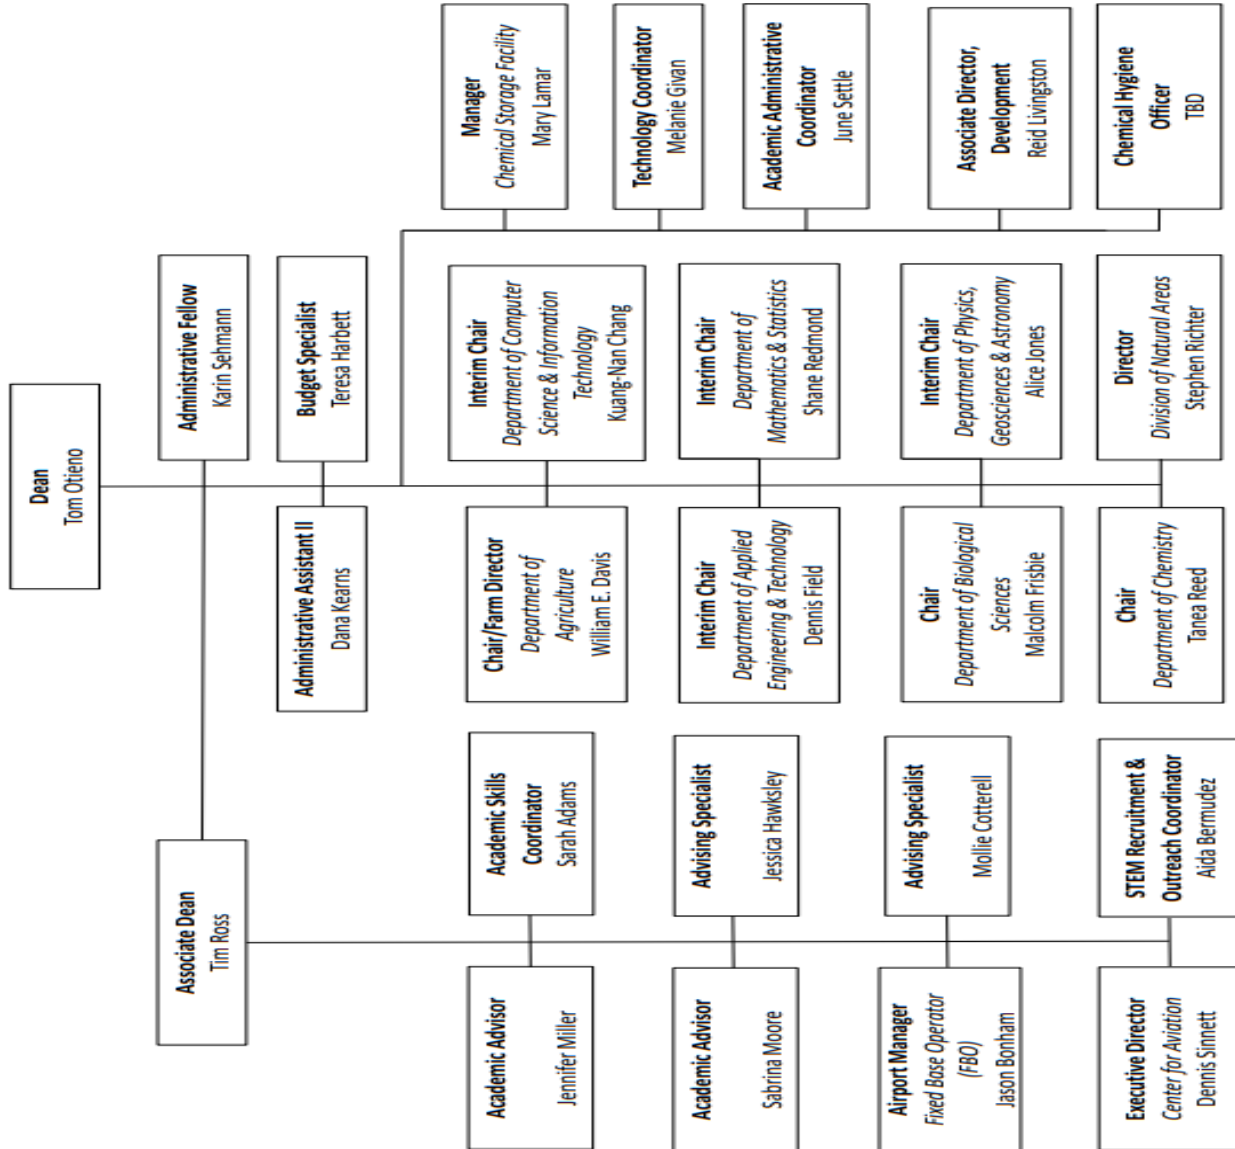 Dean
Tom Otieno
Associate Dean
Tim Ross
Administrative Fellow
Karin Sehmann
Administrative Assistant II
Dana Kearns
Budget Specialist
Teresa Harbett
Academic Advisor
Jennifer Miller
Academic Skills
Coordinator
Sarah Adams
Chair/Farm Director
Department of
Agriculture
William E. Davis
Interim Chair
Department of Computer
Science & Information
Technology
Kuang-Nan Chang
Manager
Chemical Storage Facility
Mary Lamar
Technology Coordinator
Melanie Givan
Academic Advisor
Sabrina Moore
Advising Specialist
Jessica Hawksley
Interim Chair
Department of Applied
Engineering & Technology
Dennis Field
Interim Chair
Department of
Mathematics & Statistics
Shane Redmond
Academic Administrative
Coordinator
June Settle
Airport Manager
Fixed Base Operator
(FBO)
Jason Bonham
Advising Specialist
Mollie Cotterell
Chair
Department of Biological
Sciences
Malcolm Frisbie
Interim Chair
Department of Physics,
Geosciences & Astronomy
Alice Jones
Associate Director,
Development
Reid Livingston
Executive Director
Center for Aviation
Dennis Sinnett
STEM Recruitment &
Outreach Coordinator
Aida Bermudez
Chair
Department of Chemistry
Tanea Reed
Director
Division of Natural Areas
Stephen Richter
Chemical Hygiene
Officer
TBD